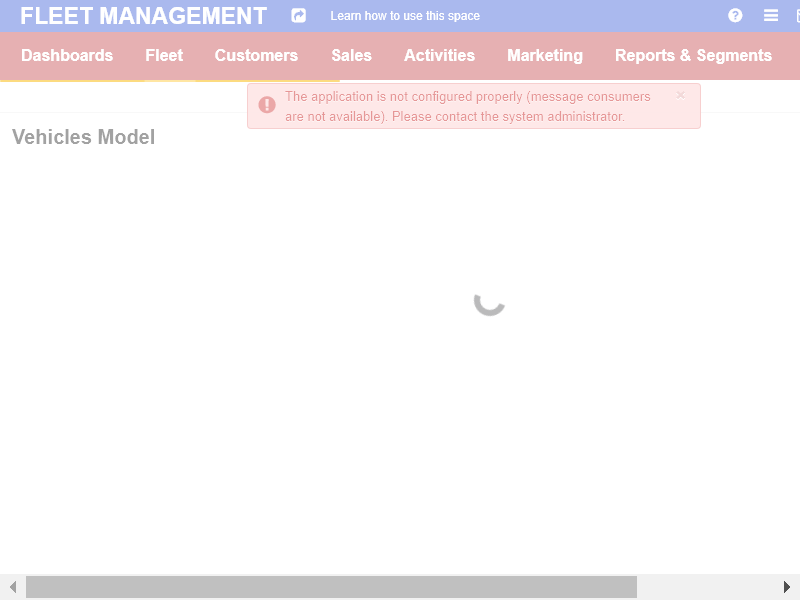 FLEET MANAGEMENT Learn how to use this space
Dashboards Fleet Customers Sales Activities Marketing Reports & Segments
The application is not configured properly (message consumers
are not available). Please contact the system administrator.
Vehicles Model